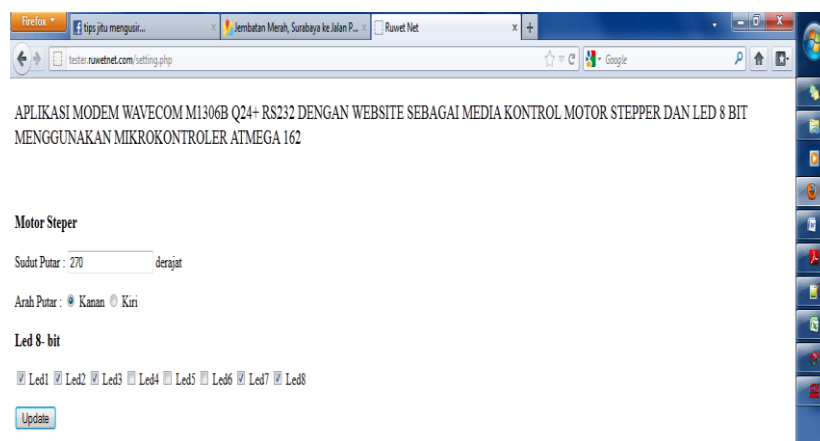 Firefox
tips jitu mengusir...
Jembatan Merah, Surabaya ke Jalan P...
Ruwet Net
tester.ruwetnet.com/setting.php
Google
APLIKASI MODEM WAVECOM M1306B Q24+ RS232 DENGAN WEBSITE SEBAGAI MEDIA KONTROL MOTOR STEPPER DAN LED 8 BIT
MENGGUNAKAN MIKROKONTROLER ATMEGA 162
Motor Steper
Sudut Putar : 270 derajat
Arah Putar : Kanan Kiri
Led 8- bit
Led1 Led2 Led3 Led4 Led5 Led6 Led7 Led8
Update